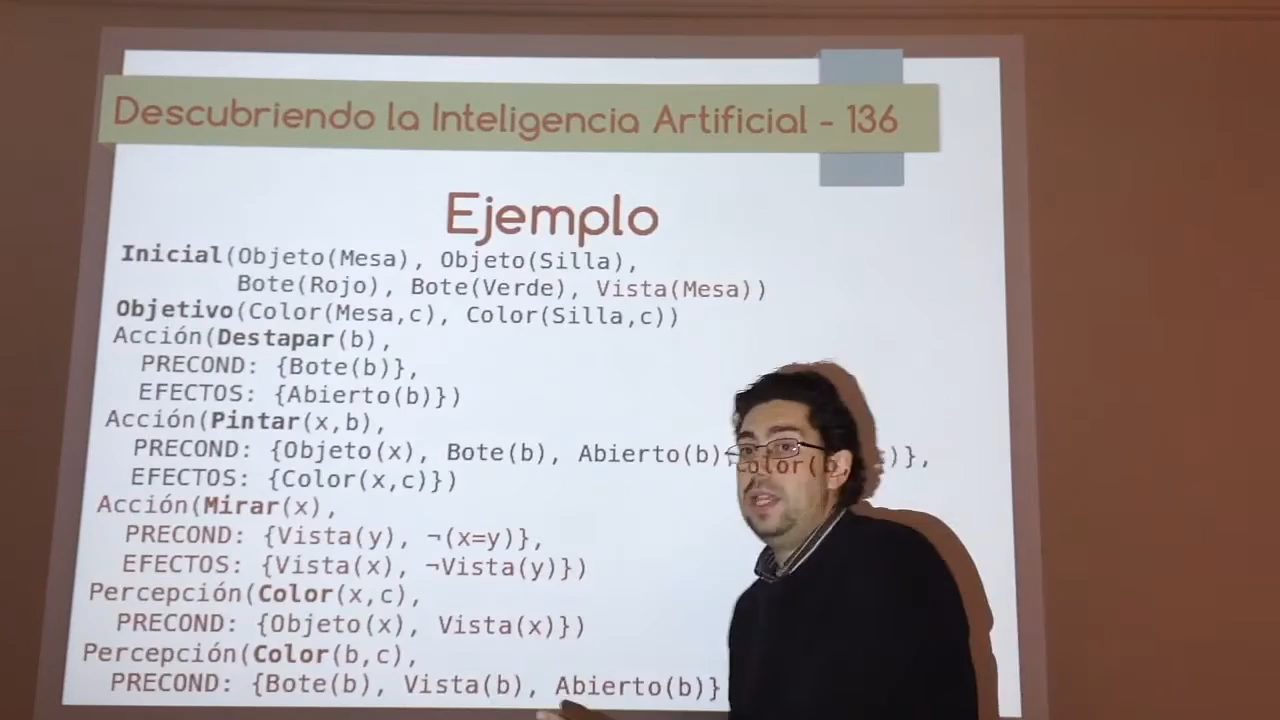 Descubriendo la Inteligencia Artificial - 136
Ejemplo
Inicial(Objeto(Mesa), Objeto(Silla),
Bote(Rojo), Bote(Verde), Vista(Mesa))
Objetivo(Color(Mesa,c), Color(Silla,c))
Acción(Destapar(b),
PRECOND: {Bote(b)},
EFECTOS: {Abierto(b)})
Acción(Pintar(x,b),
PRECOND: {Objeto(x), Bote(b), Abierto(b), Color(b, )},
EFECTOS: {Color(x,c)})
Acción(Mirar(x),
PRECOND: {Vista(y), ¬(x=y)},
EFECTOS: {Vista(x), ¬Vista(y)})
Percepción(Color(x,c),
PRECOND: {Objeto(x), Vista(x)})
Percepción(Color(b,c),
PRECOND: {Bote(b), Vista(b), Abierto(b)}